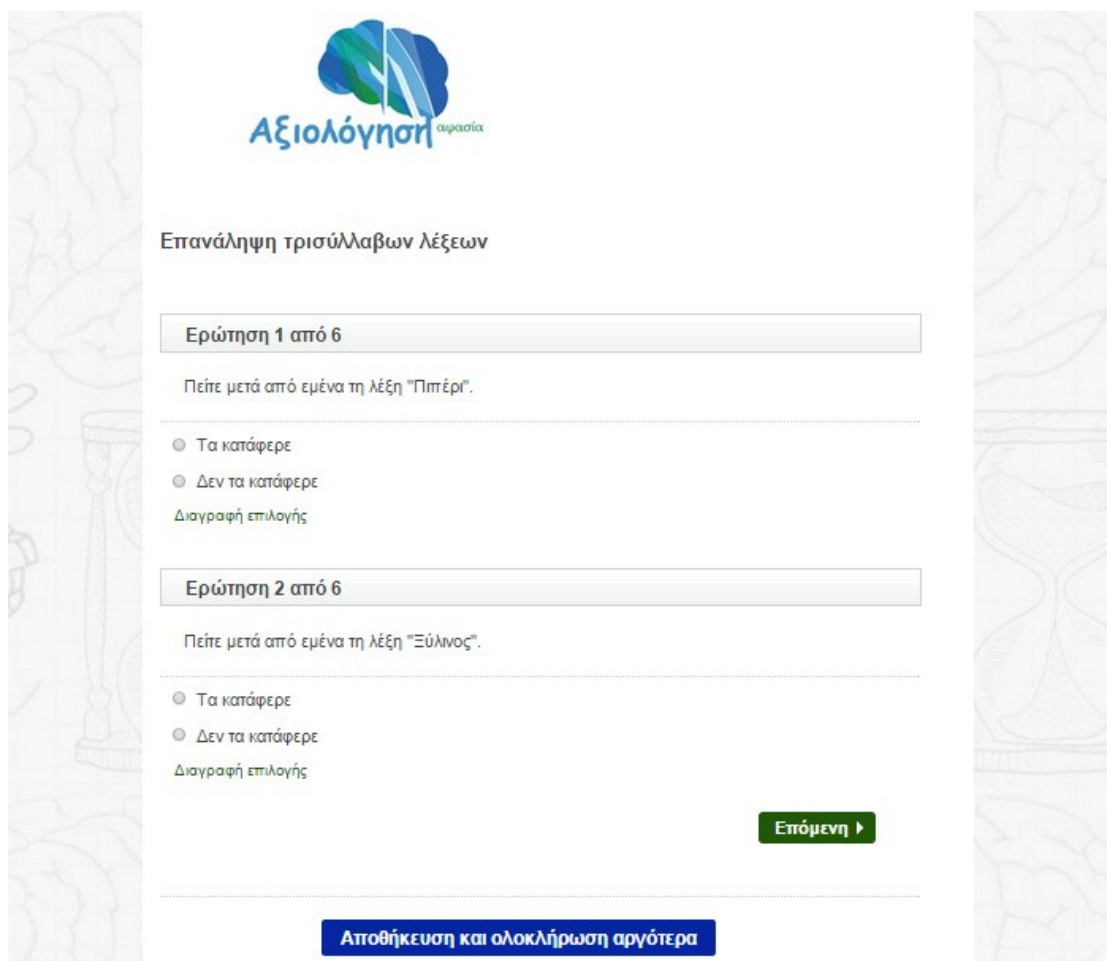 Αξιολόγηση αφασία
Επανάληψη τρισύλλαβων λέξεων
Ερώτηση 1 από 6
Πείτε μετά από εμένα τη λέξη "Πιπέρι".
Τα κατάφερε
Δεν τα κατάφερε
Διαγραφή επιλογής
Ερώτηση 2 από 6
Πείτε μετά από εμένα τη λέξη "Ξύλινος".
Τα κατάφερε
Δεν τα κατάφερε
Διαγραφή επιλογής
Επόμενη
Αποθήκευση και ολοκλήρωση αργότερα